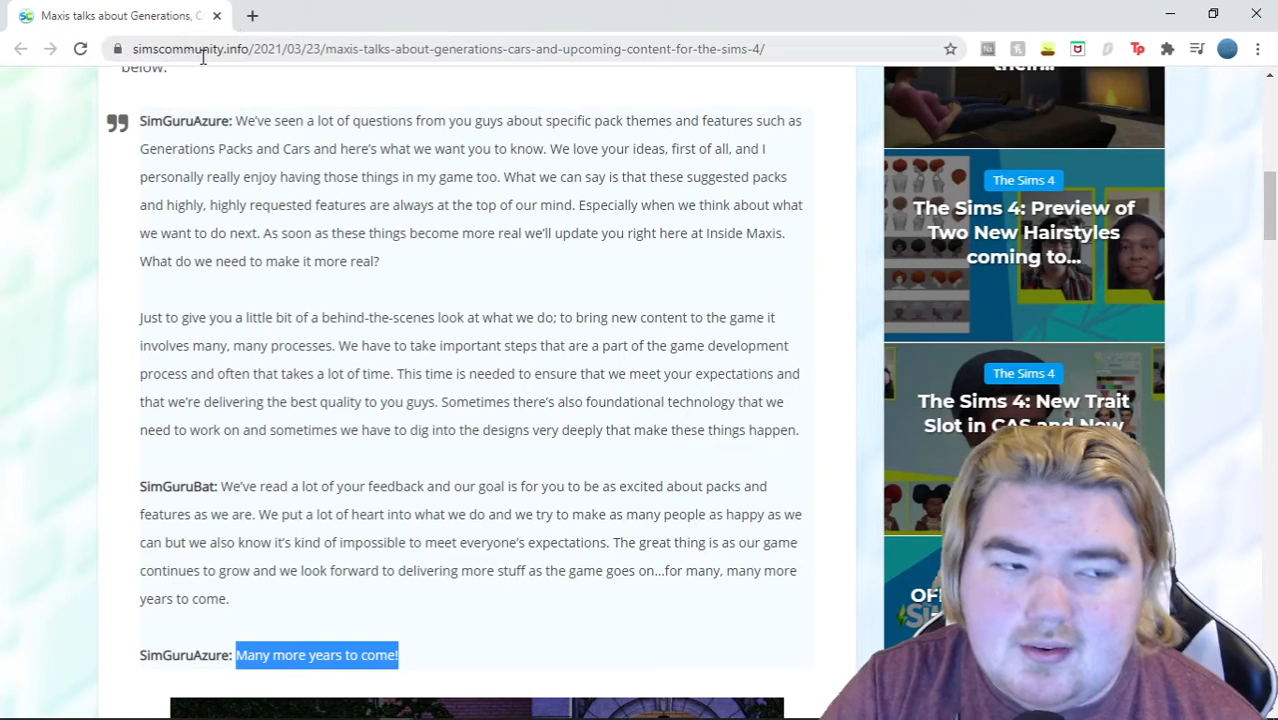 Maxis talks about Generations, C
simscommunity.info/2021/03/23/maxis-talks-about-generations-cars-and-upcoming-content-for-the-sims-4/
below.
SimGuruAzure: We've seen a lot of questions from you guys about specific pack themes and features such as
Generations Packs and Cars and here's what we want you to know. We love your ideas, first of all, and I
personally really enjoy having those things in my game too. What we can say is that these suggested packs
and highly, highly requested features are always at the top of our mind. Especially when we think about what
we want to do next. As soon as there things become more real we'll update you right here at Inside Maxis.
What do we need to make it more real?
Just to give you a little bit of a behind-the-scenes look at what we do; to bring new content to the game it
involves many, many processes. We have to take important steps that are a part of the game development
process and often that takes a lot of time. This time is needed to ensure that we meet your expectations and
that we're delivering the best quality to you guys. Sometimes there's also foundational technology that we
need to work on and sometimes we have to dig into the designs very deeply that make these things happen.
SimGuruBat: We've read a lot of your feedback and our goal is for you to be as excited about packs and
features as we are. We put a lot of heart into what we do and we try to make as many people as happy as we
can but we also know it's kind of impossible to meet everyone's expectations. The great thing is as our game
continues to grow and we look forward to delivering more stuff as the game goes on...for many, many more
years to come.
SimGuruAzure: Many more years to come!
their...
The Sims 4
The Sims 4: Preview of
Two New Hairstyles
coming to...
The Sims 4
The Sims 4: New Trait
Slot in CAS and New
OF
Si